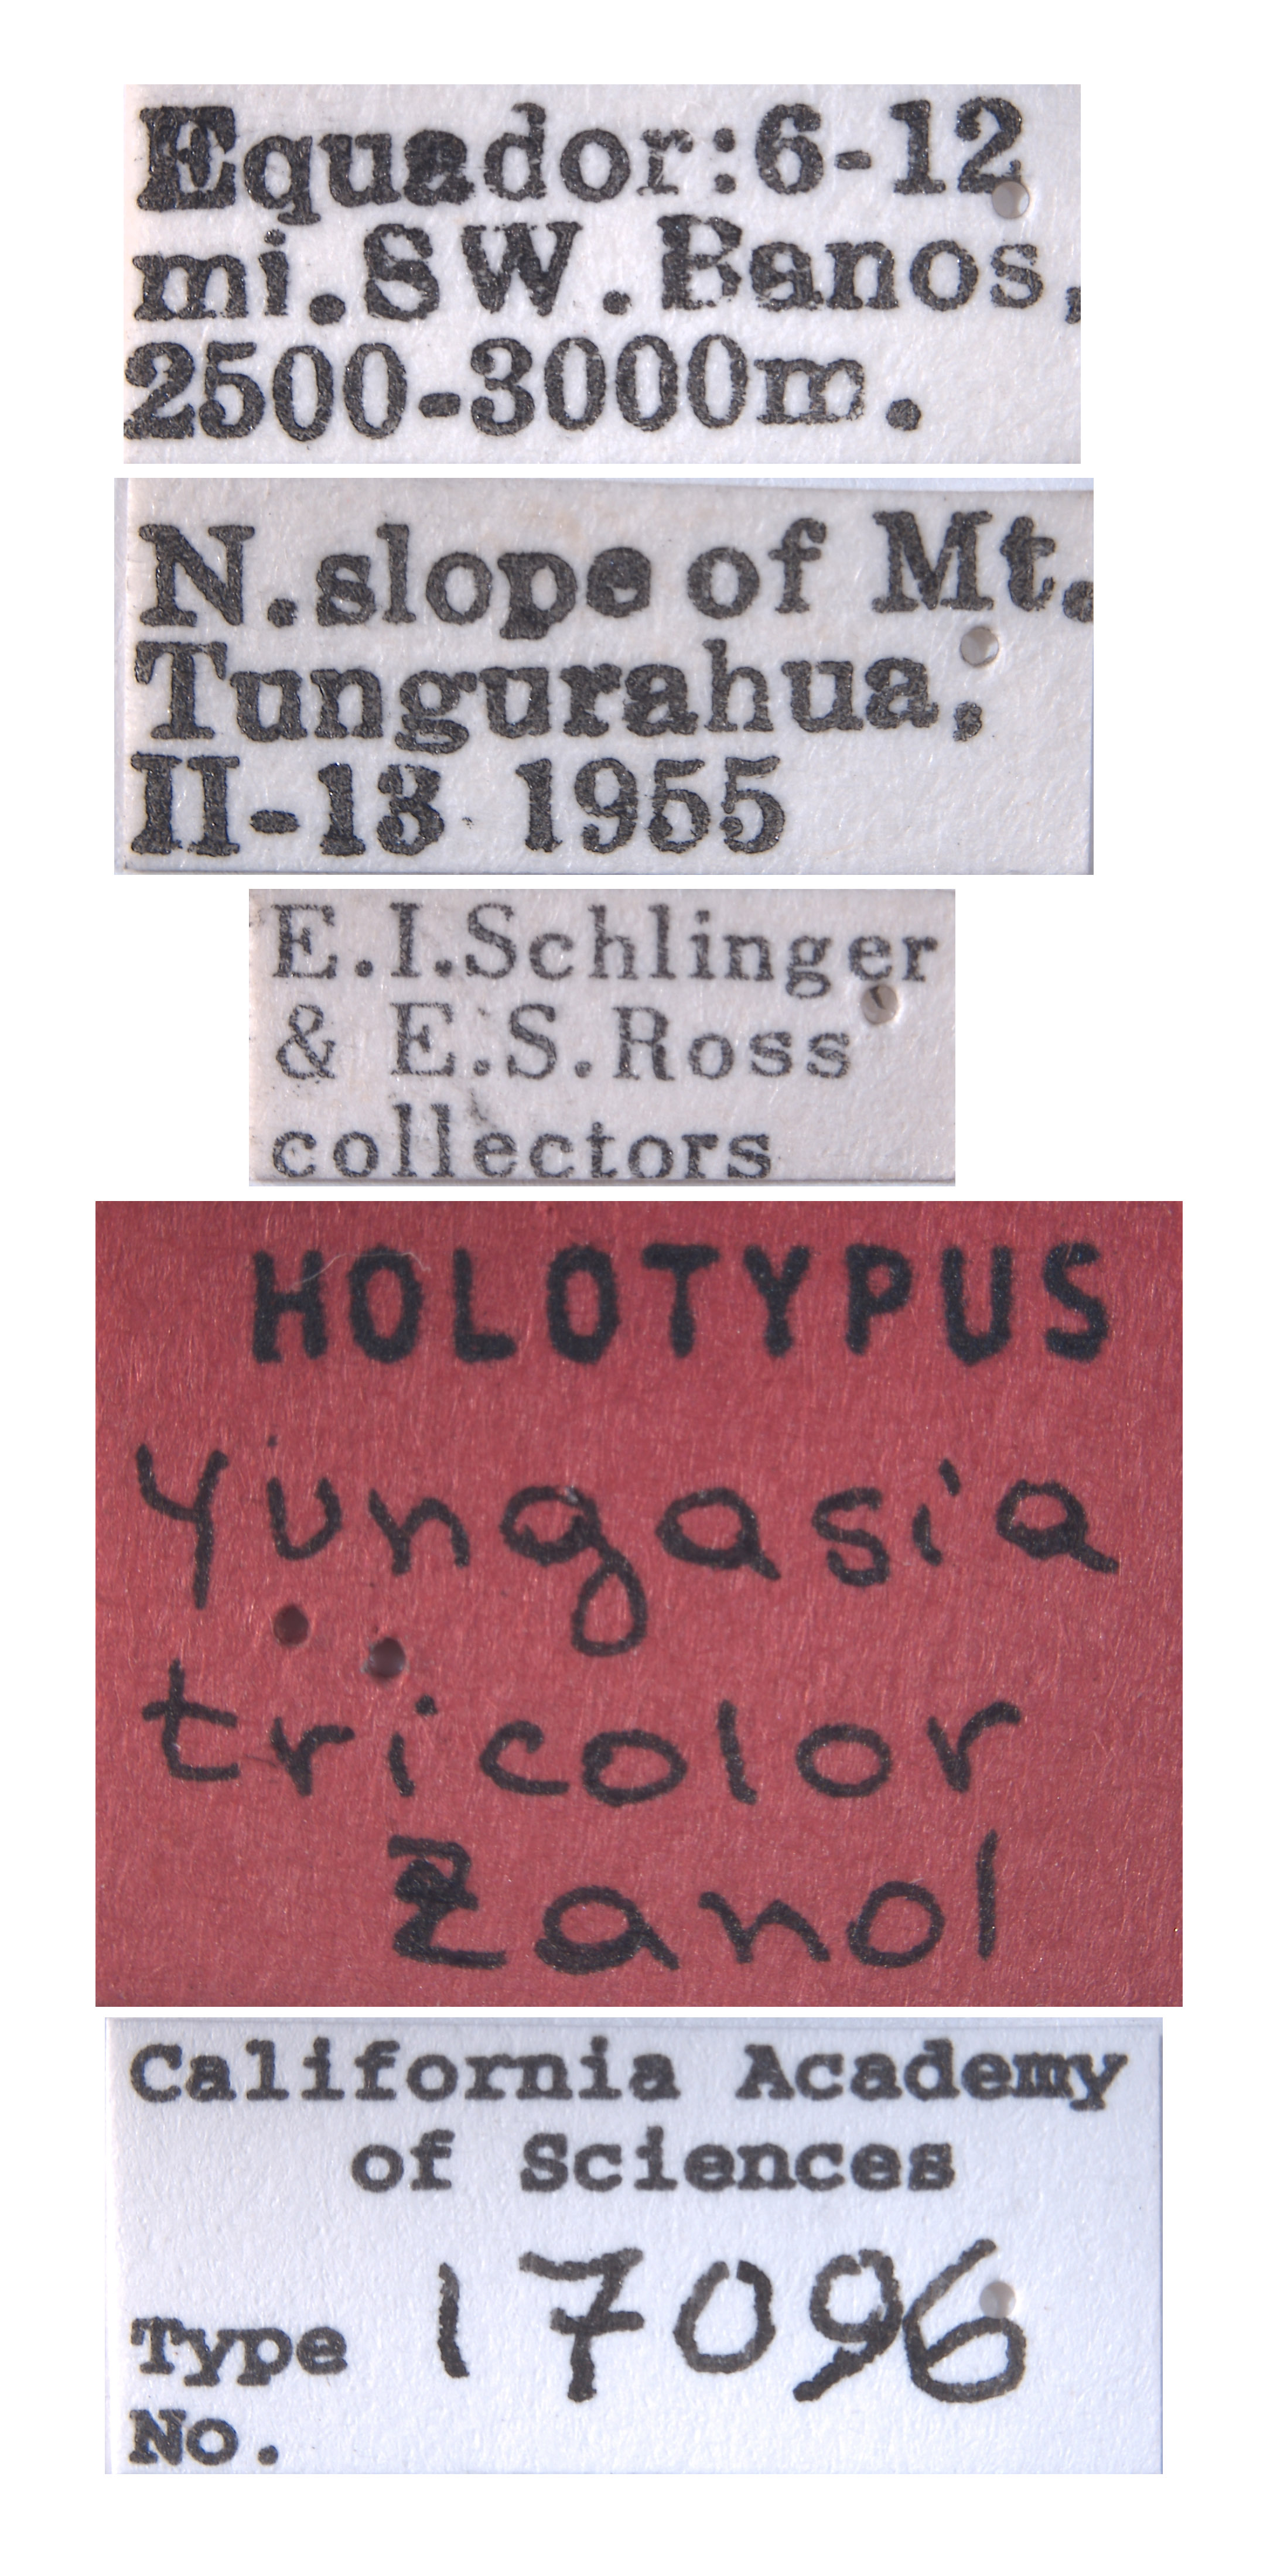 Equador:6-12
mi.SW.Banos,
2500-3000m.
N.slope of Mt.
Tungurahua,
II-13 1955
E.I.Schlinger
& E.S.Ross
collectors
HOLOTYPUS
Yungasia
tricolor
Zanol
California Academy
of Sciences
Type 17096
No.